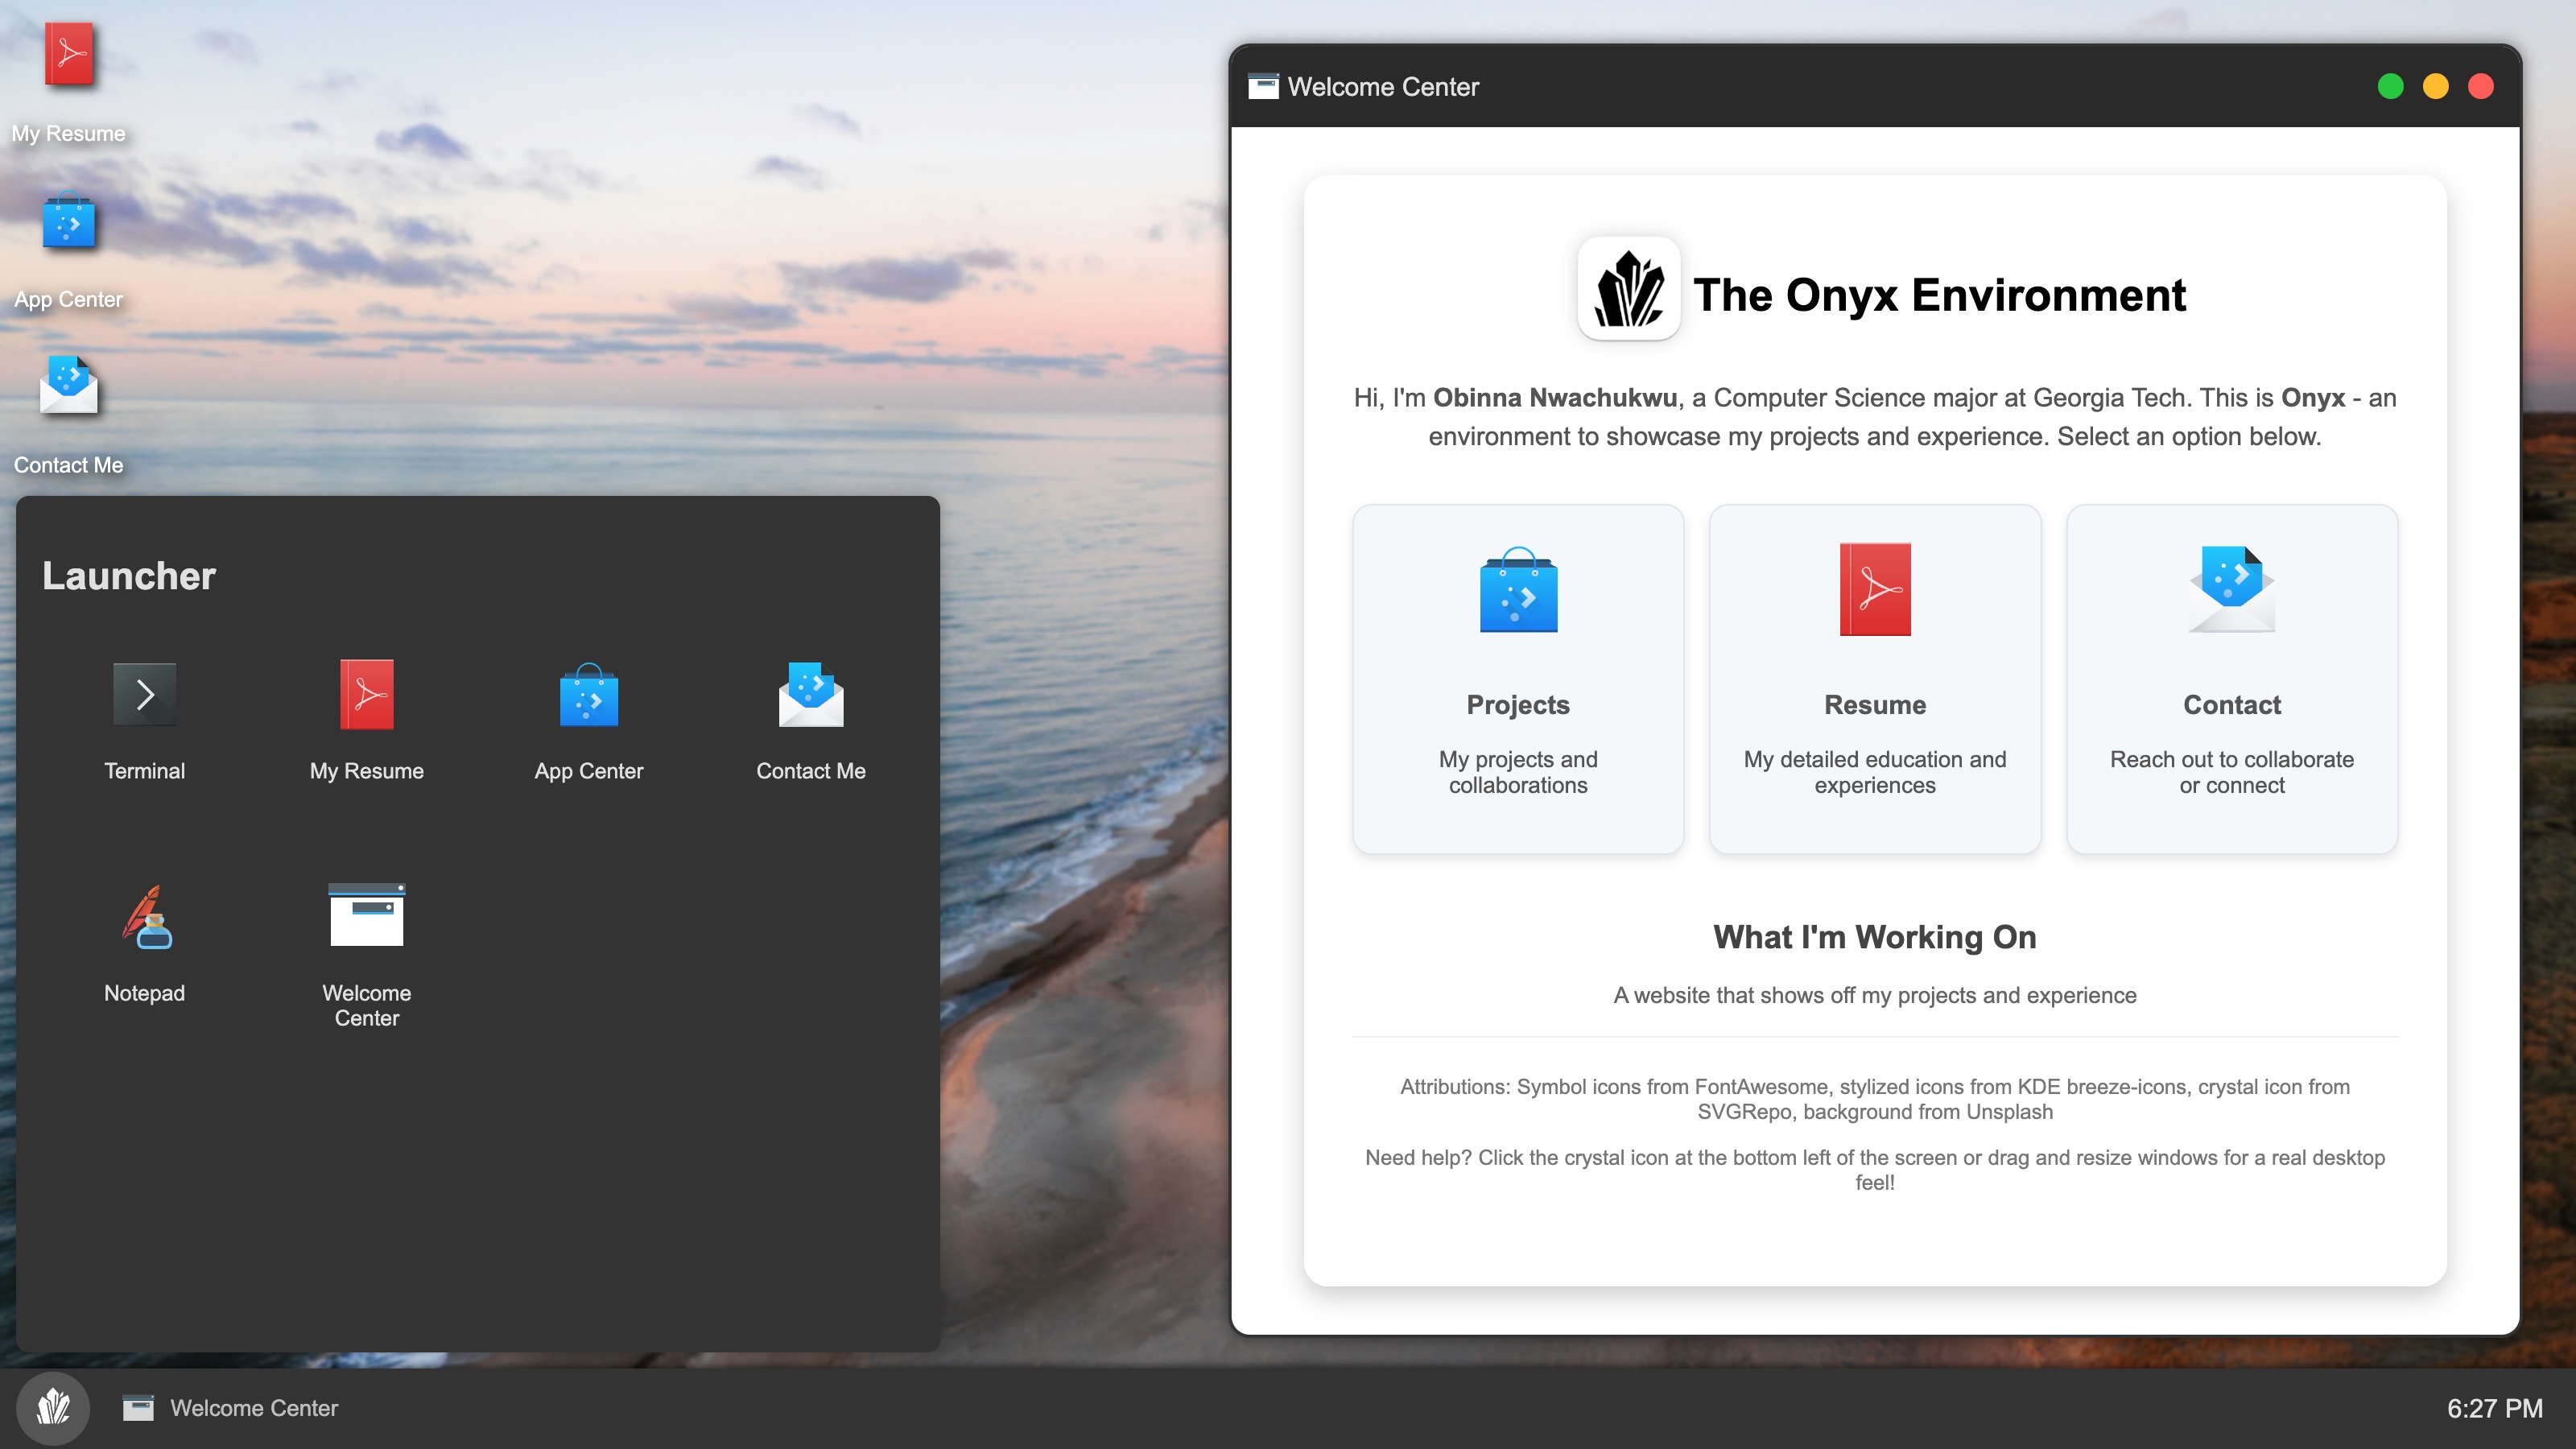 My Resume
App Center
Contact Me
Launcher
Terminal
My Resume
App Center
Contact Me
Notepad
Welcome
Center
Welcome Center
The Onyx Environment
Hi, I'm Obinna Nwachukwu, a Computer Science major at Georgia Tech. This is Onyx - an
environment to showcase my projects and experience. Select an option below.
Projects
My projects and
collaborations
Resume
My detailed education and
experiences
Contact
Reach out to collaborate
or connect
What I'm Working On
A website that shows off my projects and experience
Attributions: Symbol icons from FontAwesome, stylized icons from KDE breeze-icons, crystal icon from
SVGRepo, background from Unsplash
Need help? Click the crystal icon at the bottom left of the screen or drag and resize windows for a real desktop
feel!
Welcome Center
6:27 PM